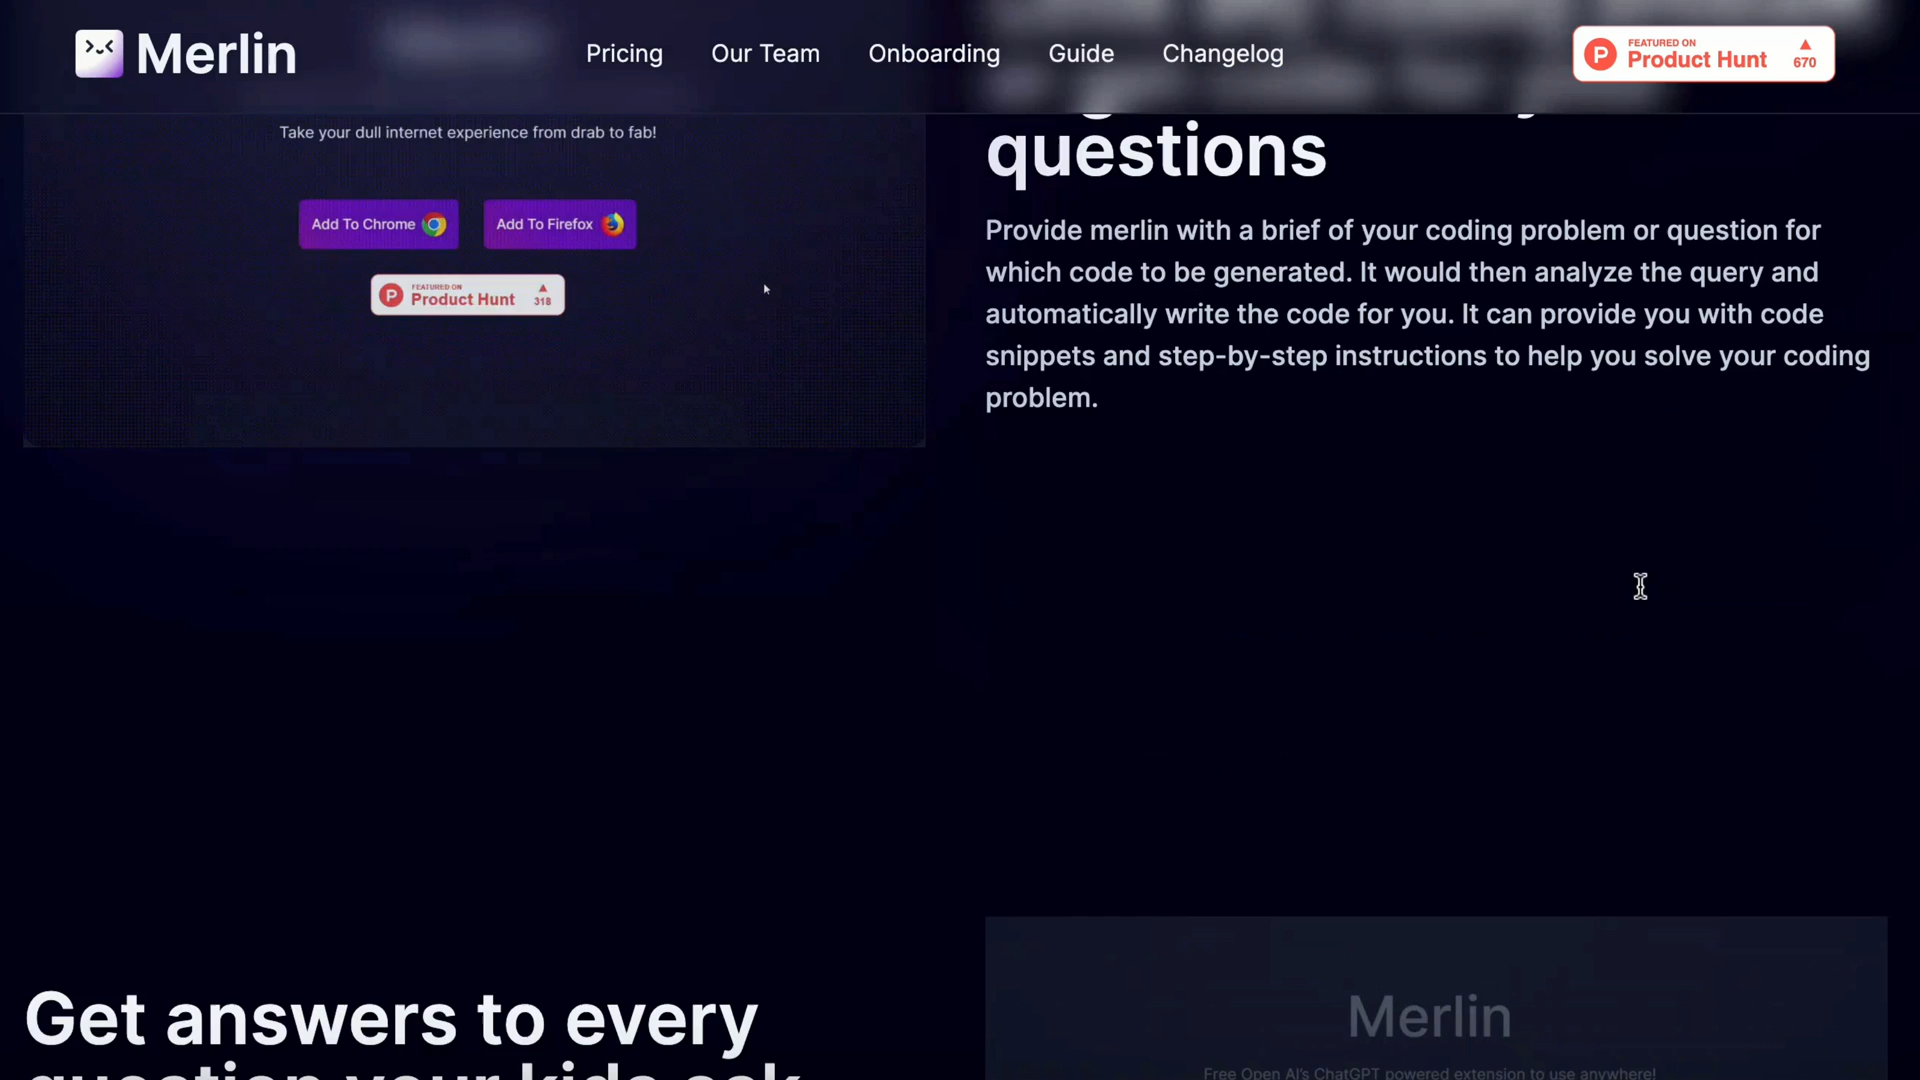 Merlin
Pricing
Our Team
Onboarding
Guide
Changelog
FEATURED ON
Product Hunt
670
Take your dull internet experience from drab to fab!
Add To Chrome
Add To Firefox
FEATURED ON
Product Hunt
318
questions
Provide merlin with a brief of your coding problem or question for
which code to be generated. It would then analyze the query and
automatically write the code for you. It can provide you with code
snippets and step-by-step instructions to help you solve your coding
problem.
Get answers to every
question your kids ask
Merlin
Free Open AI's ChatGPT powered extension to use anywhere!